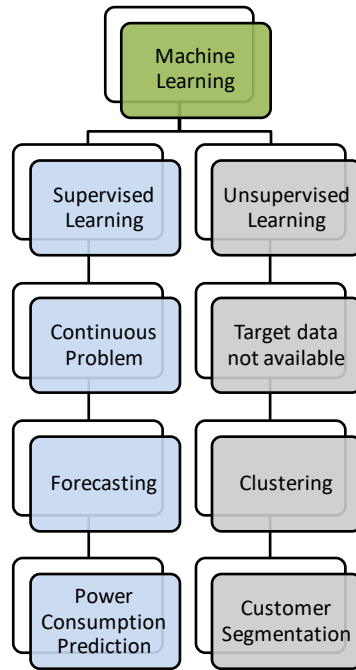 Machine
Learning
Supervised
Learning
Unsupervised
Learning
Continuous
Problem
Target data
not available
Forecasting
Clustering
Power
Consumption
Prediction
Customer
Segmentation